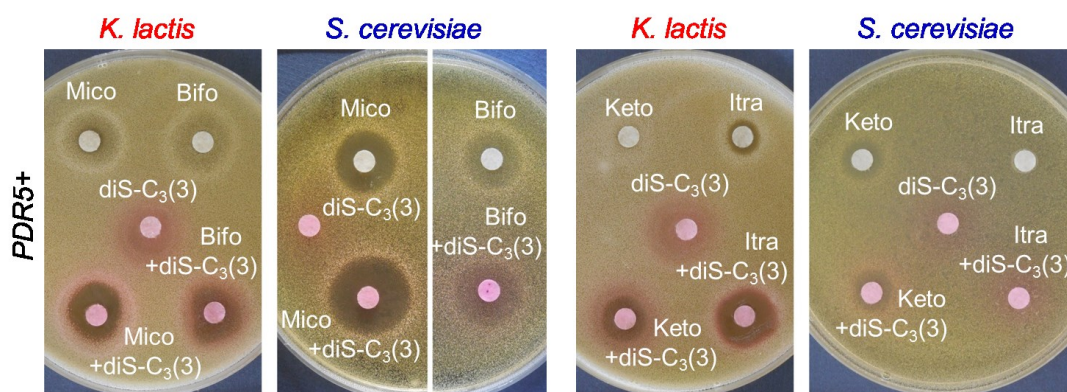 K. lactis
S. cerevisiae
K. lactis
S. cerevisiae
PDR5+
Mico
Bifo
diS-C₃(3)
Bifo
+diS-C₃(3)
Mico
+diS-C₃(3)
Mico
diS-C₃(3)
Mico
+diS-C₃(3)
Bifo
Bifo
+diS-C₃(3)
Keto
Itra
diS-C₃(3)
Itra
+diS-C₃(3)
Keto
+diS-C₃(3)
Keto
Itra
diS-C₃(3)
Itra
+diS-C₃(3)
Keto
+diS-C₃(3)